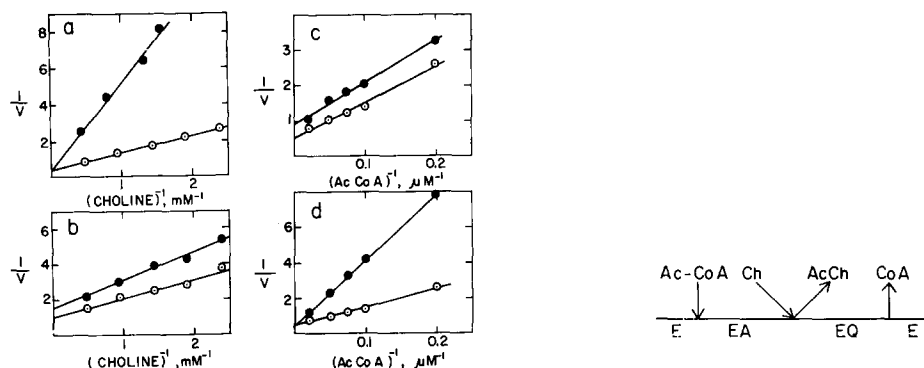 a
8
6
4
2
1/V
1
2
(CHOLINE)⁻¹, mM⁻¹
b
6
4
2
1/V
1
2
(CHOLINE)⁻¹, mM⁻¹
c
3
2
1
1/V
0.1
0.2
(Ac CoA)⁻¹, μM⁻¹
d
6
4
2
1/V
0.1
0.2
(Ac CoA)⁻¹, μM⁻¹
Ac-CoA Ch AcCh CoA
E EA EQ E